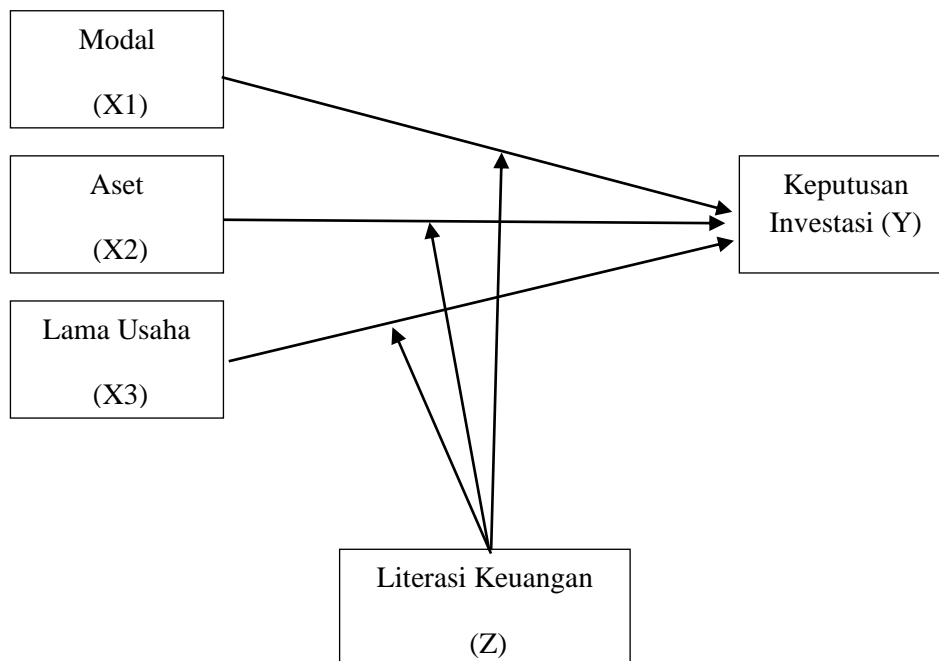 Modal
(X1)
Aset
(X2)
Lama Usaha
(X3)
Keputusan
Investasi (Y)
Literasi Keuangan
(Z)